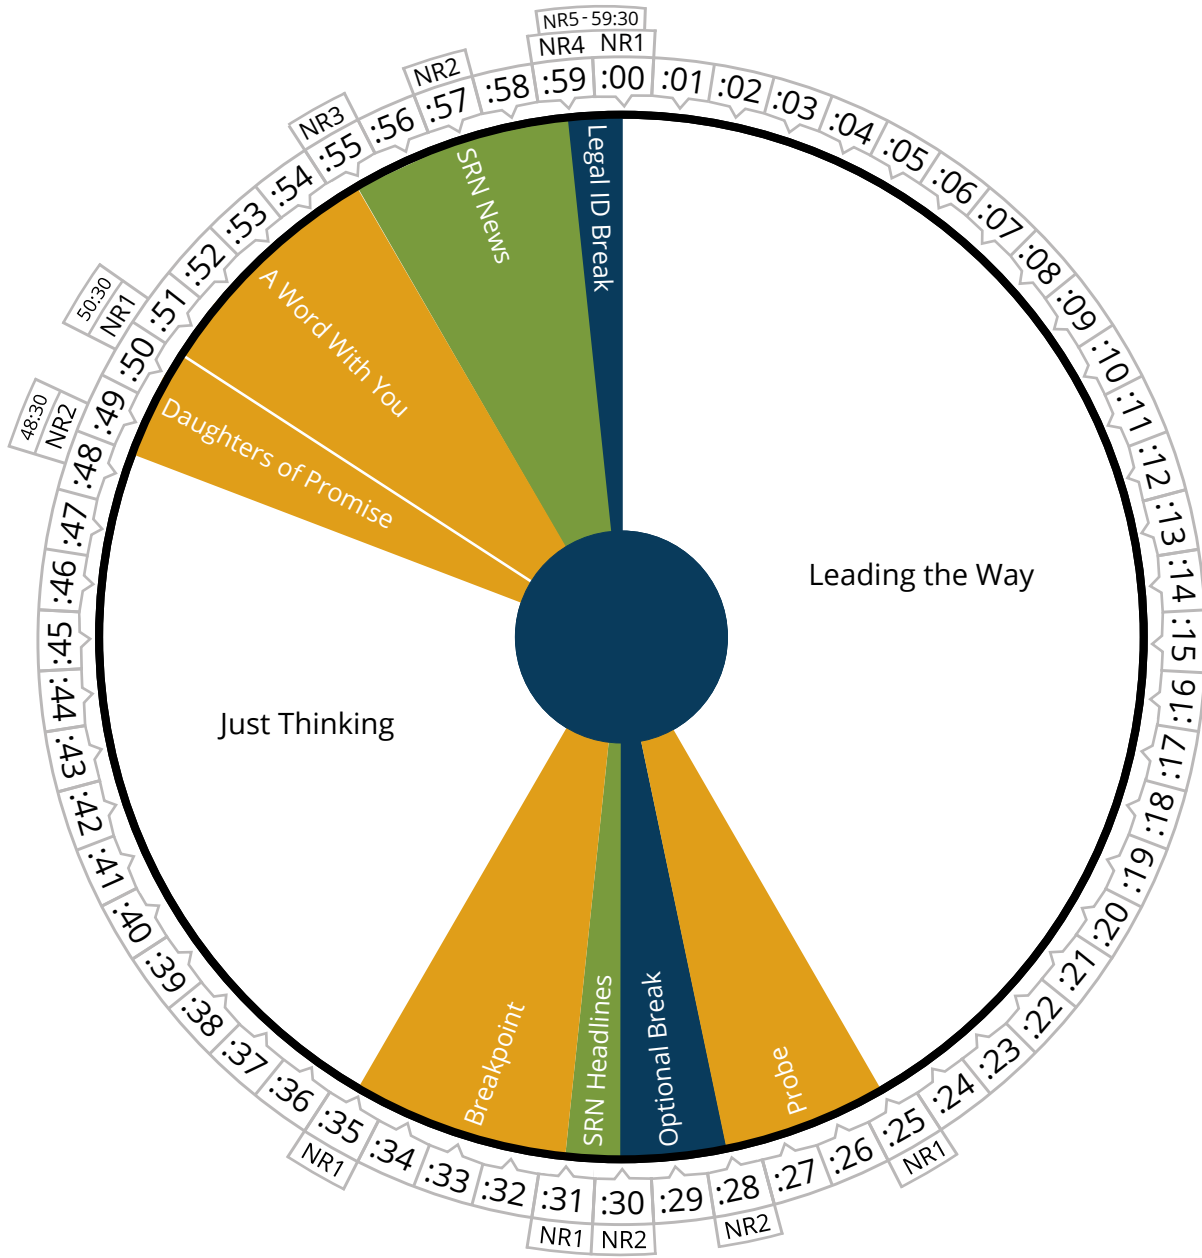 NR5 - 59:30
NR4 NR1
:00
:01
:02
:03
:04
:05
:06
:07
:08
:09
:10
:11
:12
:13
:14
:15
:16
:17
:18
:19
:20
:21
:22
:23
:24
:25
NR1
:26
:27
:28
NR2
:29
:30
NR2
:31
NR1
:32
:33
:34
:35
NR1
:36
:37
:38
:39
:40
:41
:42
:43
:44
:45
:46
:47
:48
48:30
NR2
:49
:50
50:30
NR1
:51
:52
:53
:54
:55
NR3
:56
:57
NR2
:58
:59
Leading the Way
Probe
Optional Break
SRN Headlines
Breakpoint
Just Thinking
Daughters of Promise
A Word With You
SRN News
Legal ID Break